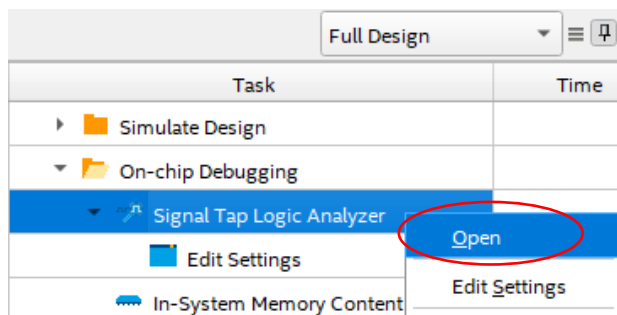 Full Design
Task Time
Simulate Design
On-chip Debugging
Signal Tap Logic Analyzer
Open
Edit Settings
Edit Settings
In-System Memory Content